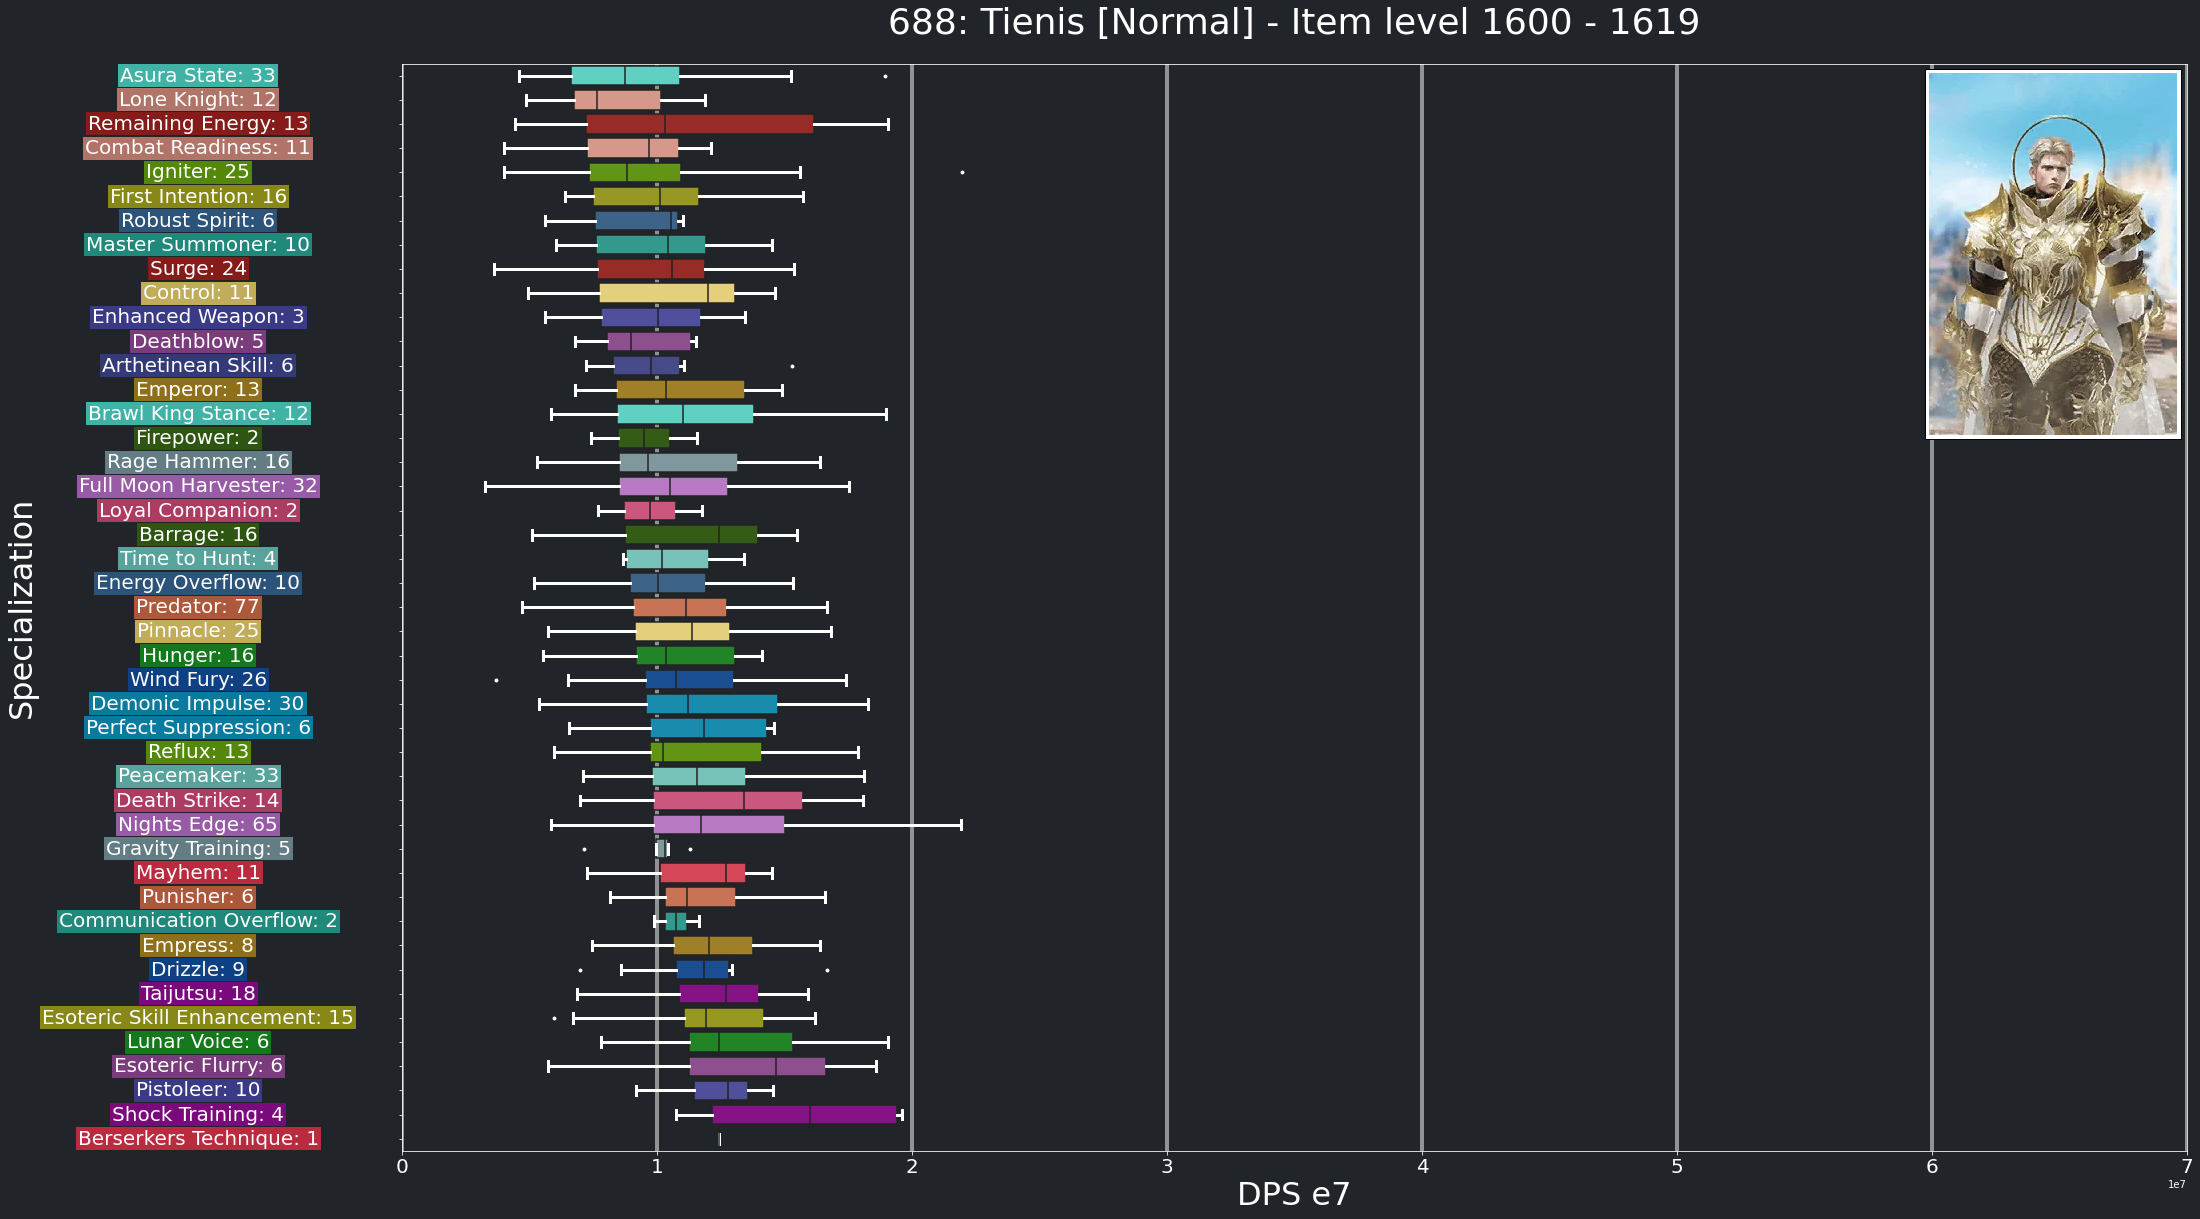 688: Tienis [Normal] - Item level 1600 - 1619
Specialization
Asura State: 33
Lone Knight: 12
Remaining Energy: 13
Combat Readiness: 11
Igniter: 25
First Intention: 16
Robust Spirit: 6
Master Summoner: 10
Surge: 24
Control: 11
Enhanced Weapon: 3
Deathblow: 5
Arthetinean Skill: 6
Emperor: 13
Brawl King Stance: 12
Firepower: 2
Rage Hammer: 16
Full Moon Harvester: 32
Loyal Companion: 2
Barrage: 16
Time to Hunt: 4
Energy Overflow: 10
Predator: 77
Pinnacle: 25
Hunger: 16
Wind Fury: 26
Demonic Impulse: 30
Perfect Suppression: 6
Reflux: 13
Peacemaker: 33
Death Strike: 14
Nights Edge: 65
Gravity Training: 5
Mayhem: 11
Punisher: 6
Communication Overflow: 2
Empress: 8
Drizzle: 9
Taijutsu: 18
Esoteric Skill Enhancement: 15
Lunar Voice: 6
Esoteric Flurry: 6
Pistoleer: 10
Shock Training: 4
Berserkers Technique: 1
0 1 2 3 4 5 6 7
1e7
DPS e7